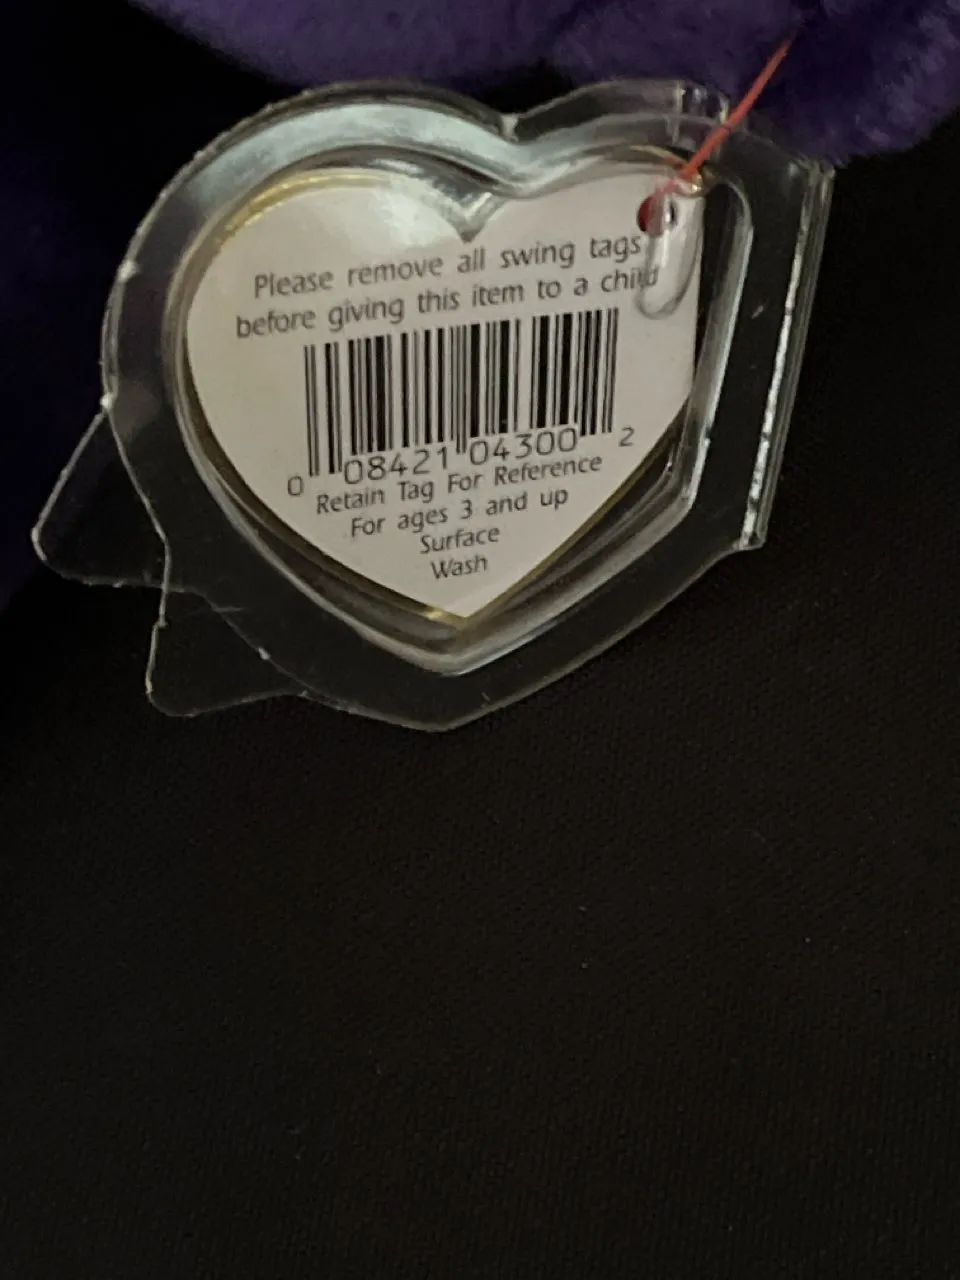 Please remove all swing tags
before giving this item to a child
0 08421 04300 2
Retain Tag For Reference
For ages 3 and up
Surface
Wash